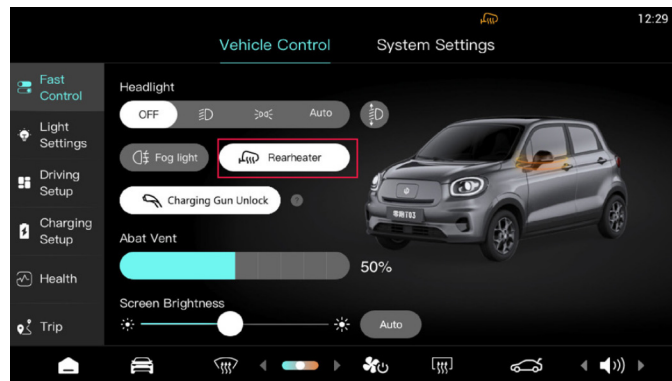 12:29
Vehicle Control
System Settings
Fast
Control
Light
Settings
Driving
Setup
Charging
Setup
Health
Trip
Headlight
OFF
Auto
Fog light
Rearheater
Charging Gun Unlock
?
Abat Vent
50%
Screen Brightness
Auto